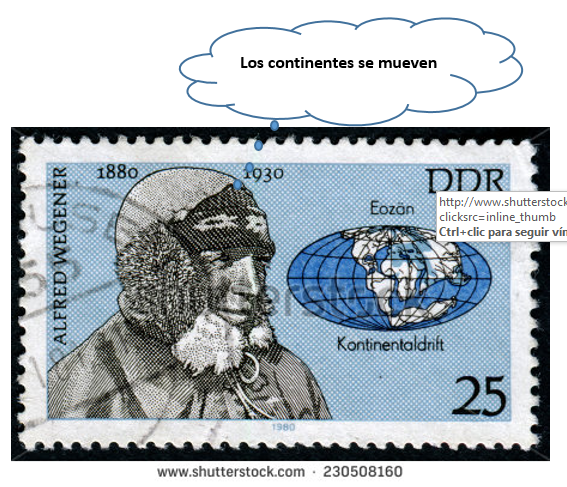 Los continentes se mueven
1880
1930
DDR
ALFRED WEGENER
Eozän
http://www.shutterstock
clicksrc=inline_thumb
Ctrl+clic para seguir vín
shutterstock
Kontinentaldrift
25
1980
www.shutterstock.com · 230508160